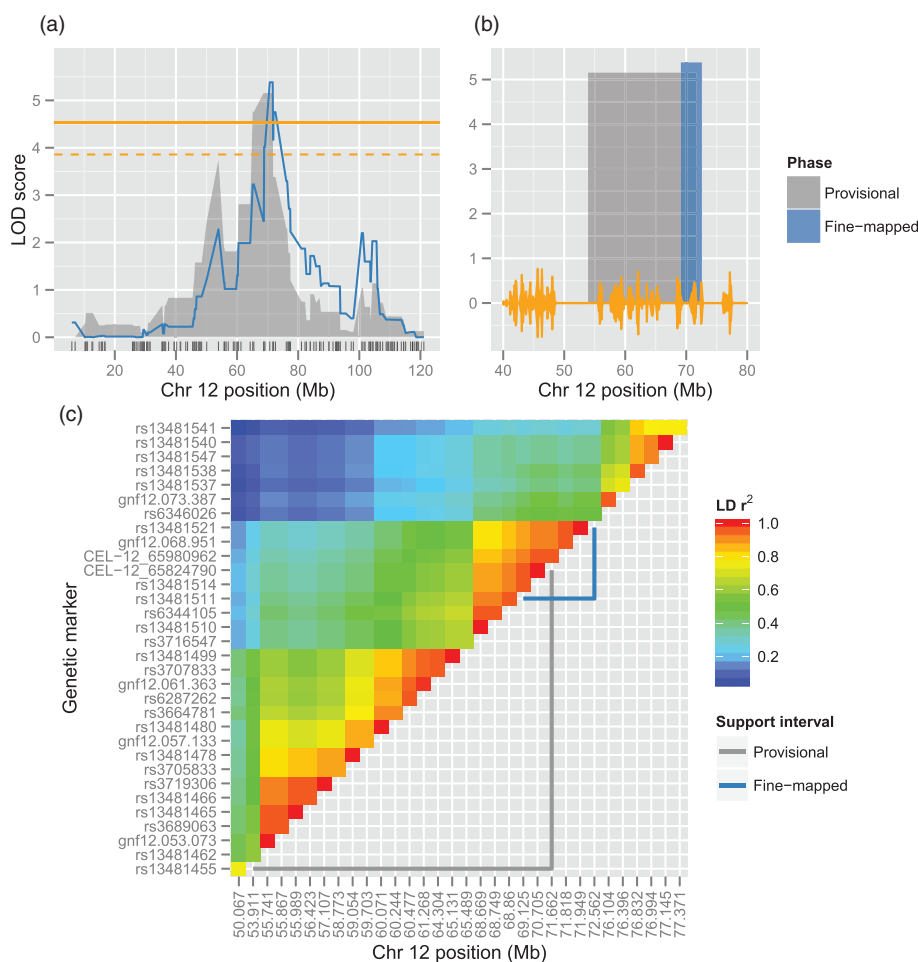 (a)
LOD score
5
4
3
2
1
0
20 40 60 80 100 120
Chr 12 position (Mb)
(b)
5
4
3
2
1
0
40 50 60 70 80
Chr 12 position (Mb)
Phase
Provisional
Fine−mapped
(c)
Genetic marker
rs13481541
rs13481540
rs13481547
rs13481538
rs13481537
gnf12.073.387
rs6346026
rs13481521
gnf12.068.951
CEL−12_65980962
CEL−12_65824790
rs13481514
rs13481511
rs6344105
rs13481510
rs3716547
rs13481499
rs3707833
gnf12.061.363
rs6287262
rs3664781
rs13481480
gnf12.057.133
rs13481478
rs3705833
rs3719306
rs13481466
rs13481465
rs3689063
gnf12.053.073
rs13481462
rs13481455
50.067
53.911
55.741
55.867
55.989
56.423
57.107
58.773
59.054
59.703
60.071
60.244
60.477
61.268
64.304
65.131
65.489
68.669
68.749
68.86
69.125
70.705
71.662
71.818
71.949
72.562
76.104
76.396
76.832
76.994
77.145
77.371
Chr 12 position (Mb)
LD r²
1.0
0.8
0.6
0.4
0.2
Support interval
Provisional
Fine−mapped